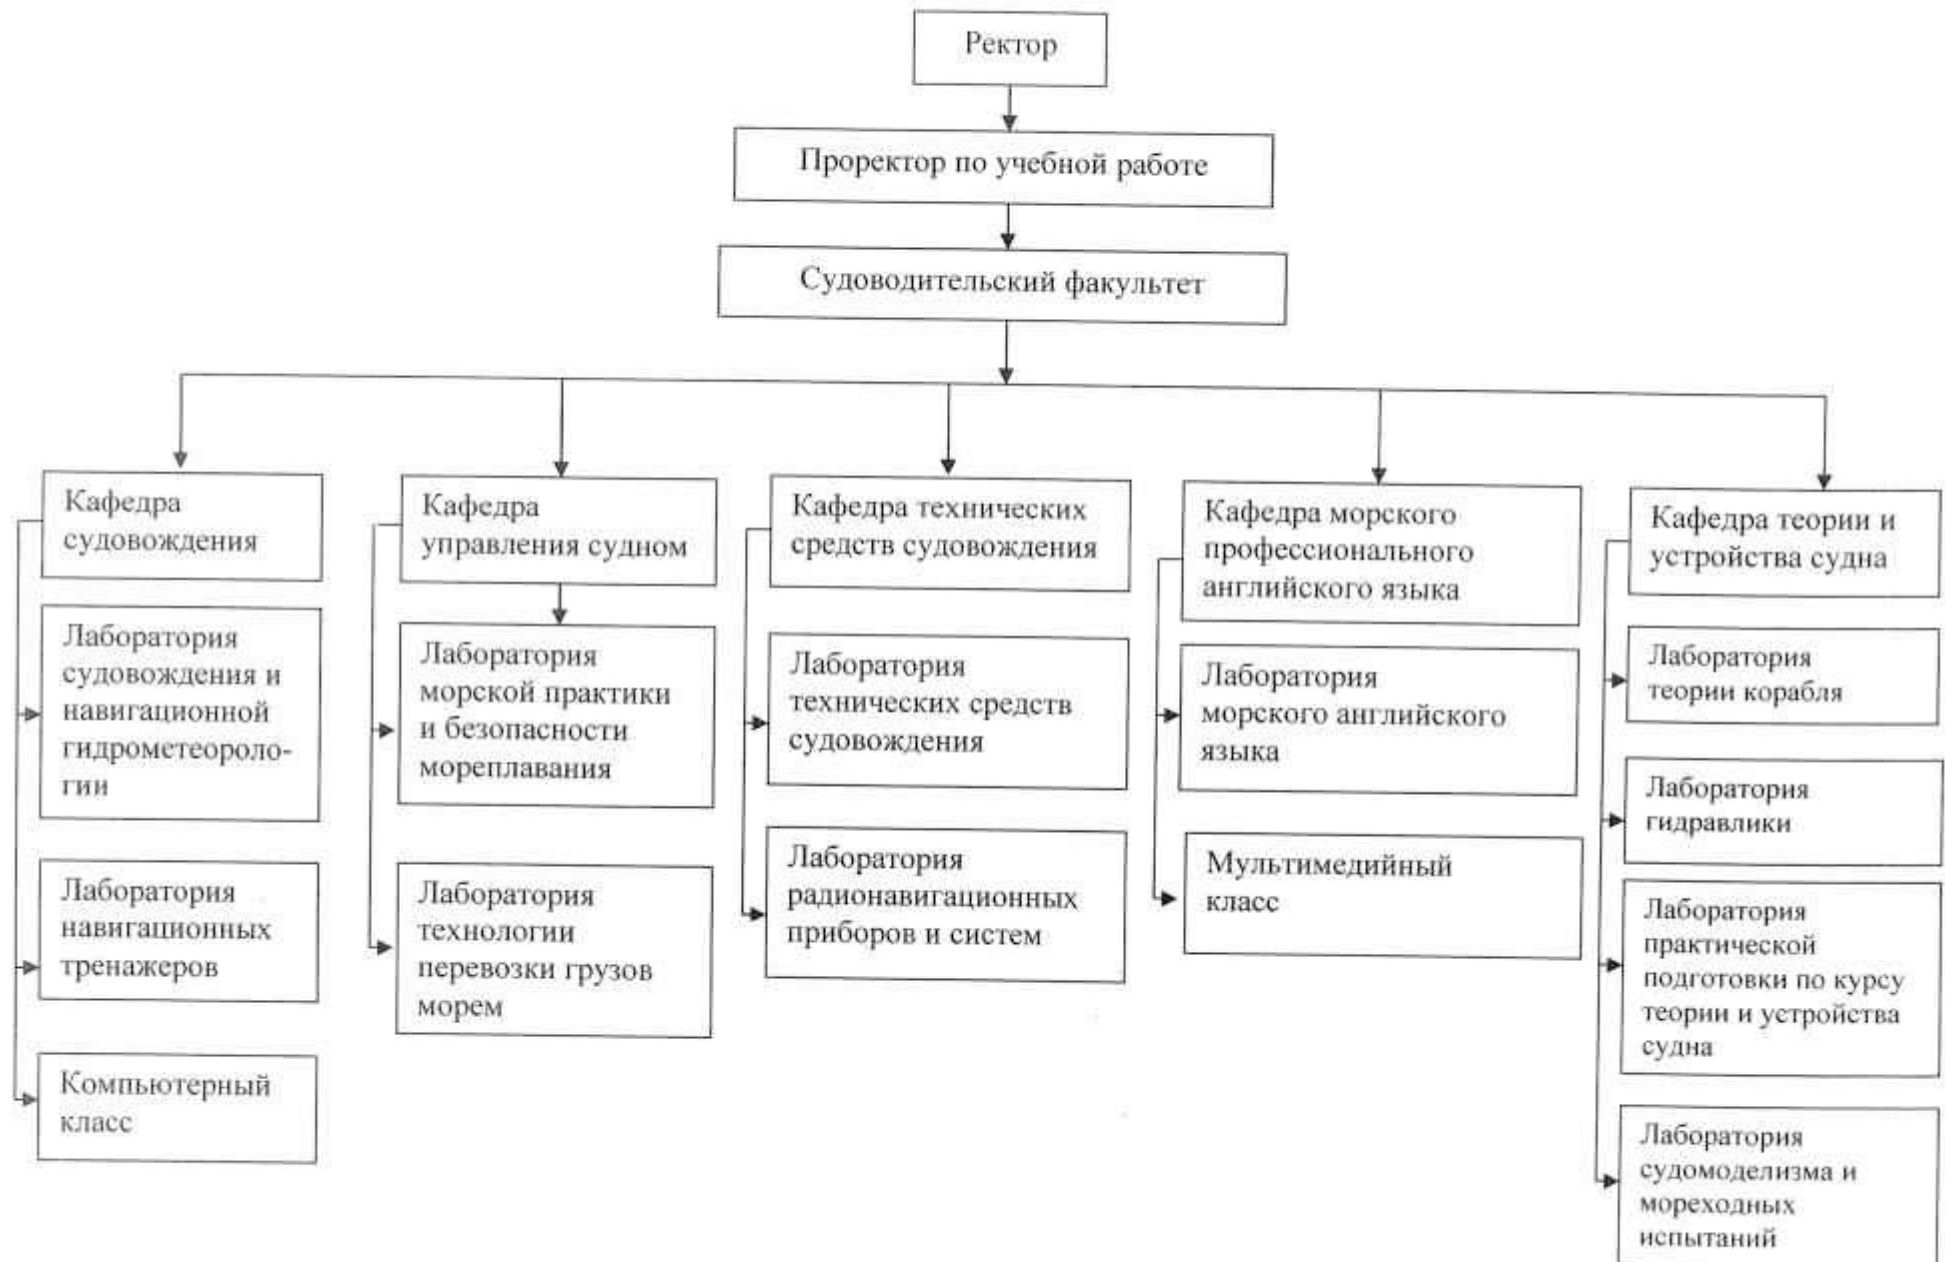 Ректор
Проректор по учебной работе
Судоводительский факультет
Кафедра
судовождения
Лаборатория
судовождения и
навигационной
гидрометеороло-
гии
Лаборатория
навигационных
тренажеров
Компьютерный
класс
Кафедра
управления судном
Лаборатория
морской практики
и безопасности
мореплавания
Лаборатория
технологии
перевозки грузов
морем
Кафедра технических
средств судовождения
Лаборатория
технических средств
судовождения
Лаборатория
радионавигационных
приборов и систем
Кафедра морского
профессионального
английского языка
Лаборатория
морского английского
языка
Мультимедийный
класс
Кафедра теории и
устройства судна
Лаборатория
теории корабля
Лаборатория
гидравлики
Лаборатория
практической
подготовки по курсу
теории и устройства
судна
Лаборатория
судомоделизма и
мореходных
испытаний